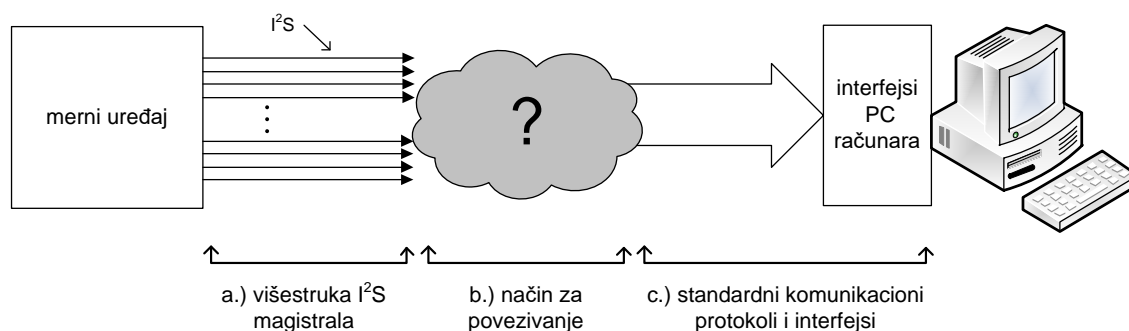 I²S
merni uređaj
?
interfejsi
PC
računara
a.) višestruka I²S
magistrala
b.) način za
povezivanje
c.) standardni komunikacioni
protokoli i interfejsi